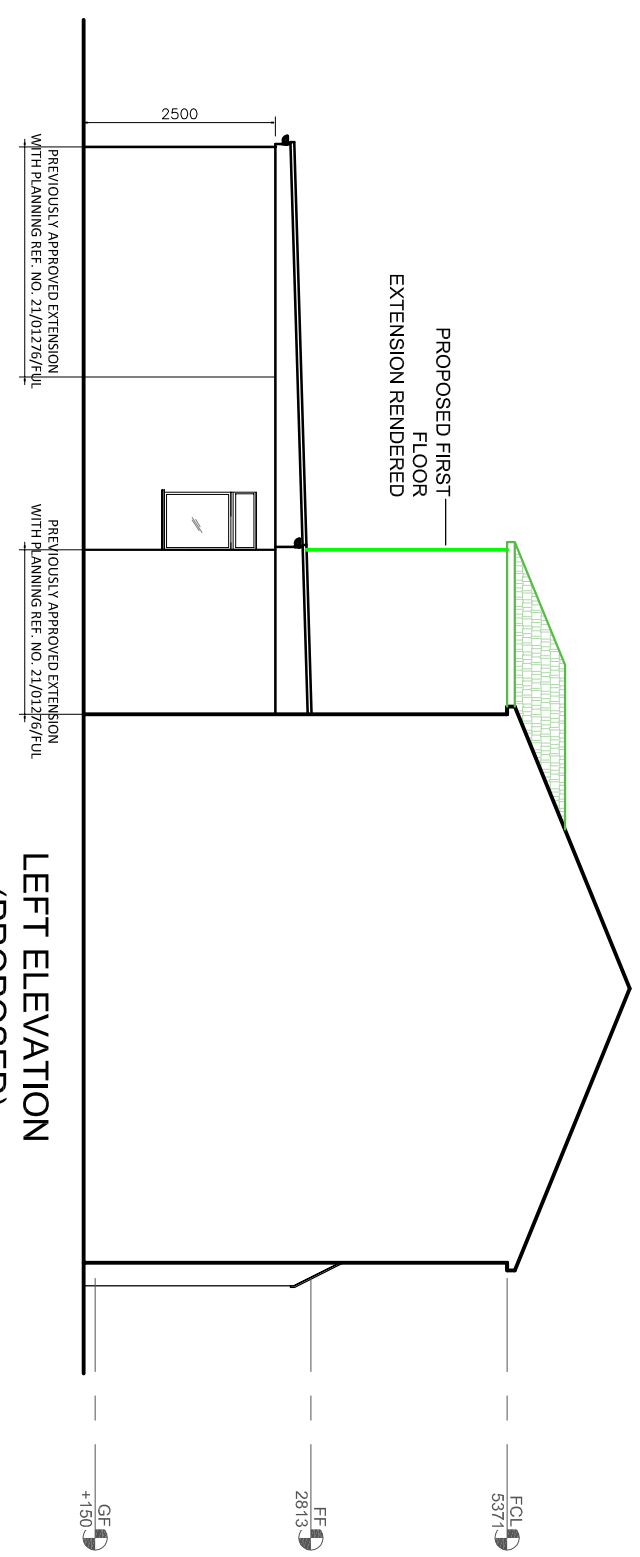 2500
PROPOSED FIRST
FLOOR
EXTENSION RENDERED
PREVIOUSLY APPROVED EXTENSION
WITH PLANNING REF. NO. 21/01276/FUL
PREVIOUSLY APPROVED EXTENSION
WITH PLANNING REF. NO. 21/01276/FUL
FCL
5371
FF
2813
GF
+150
LEFT ELEVATION
(PROPOSED)